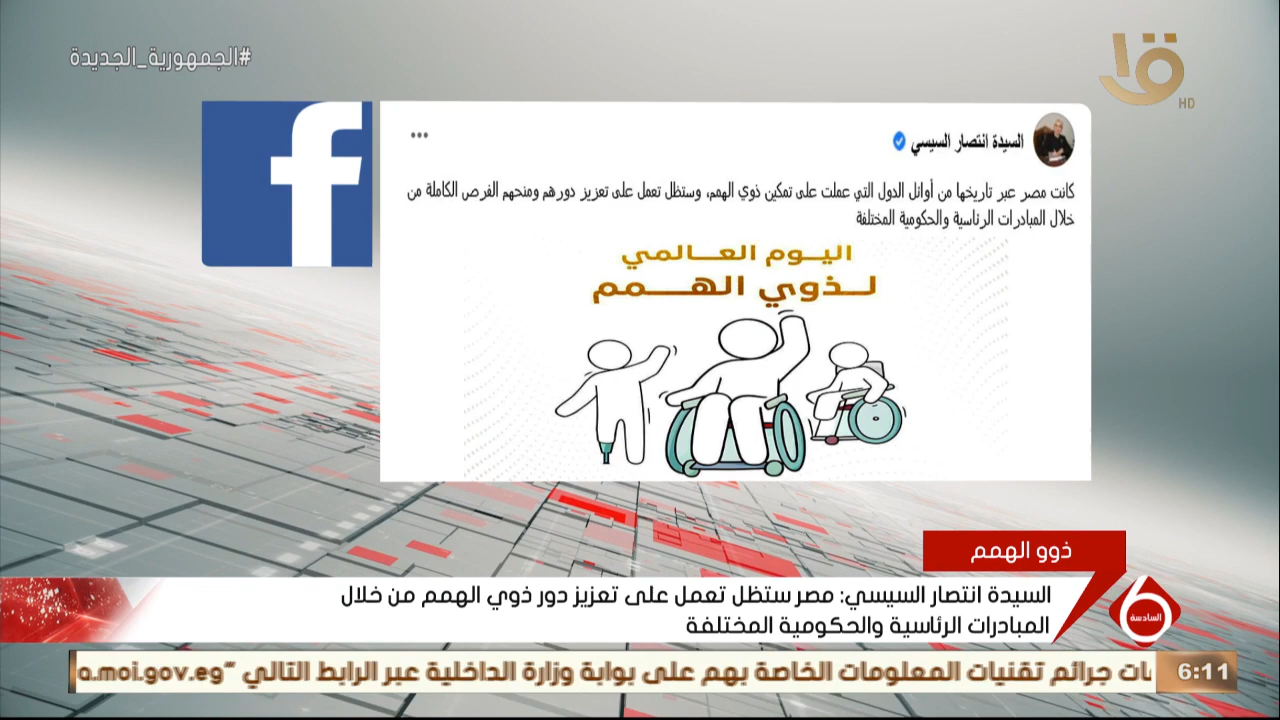 #الجمهورية_الجديدة
HD
السيدة انتصار السيسي
كانت مصر عبر تاريخها من أوائل الدول التي عملت على تمكين ذوي الهمم، وستظل تعمل على تعزيز دورهم ومنحهم الفرص الكاملة من
خلال المبادرات الرئاسية والحكومية المختلفة
اليوم العالمي
لذوي الهمم
ذوو الهمم
السيدة انتصار السيسي: مصر ستظل تعمل على تعزيز دور ذوي الهمم من خلال
المبادرات الرئاسية والحكومية المختلفة
السادسة
جرائم تقنيات المعلومات الخاصة بهم على بوابة وزارة الداخلية عبر الرابط التالي “a.moi.gov.eg
6:11